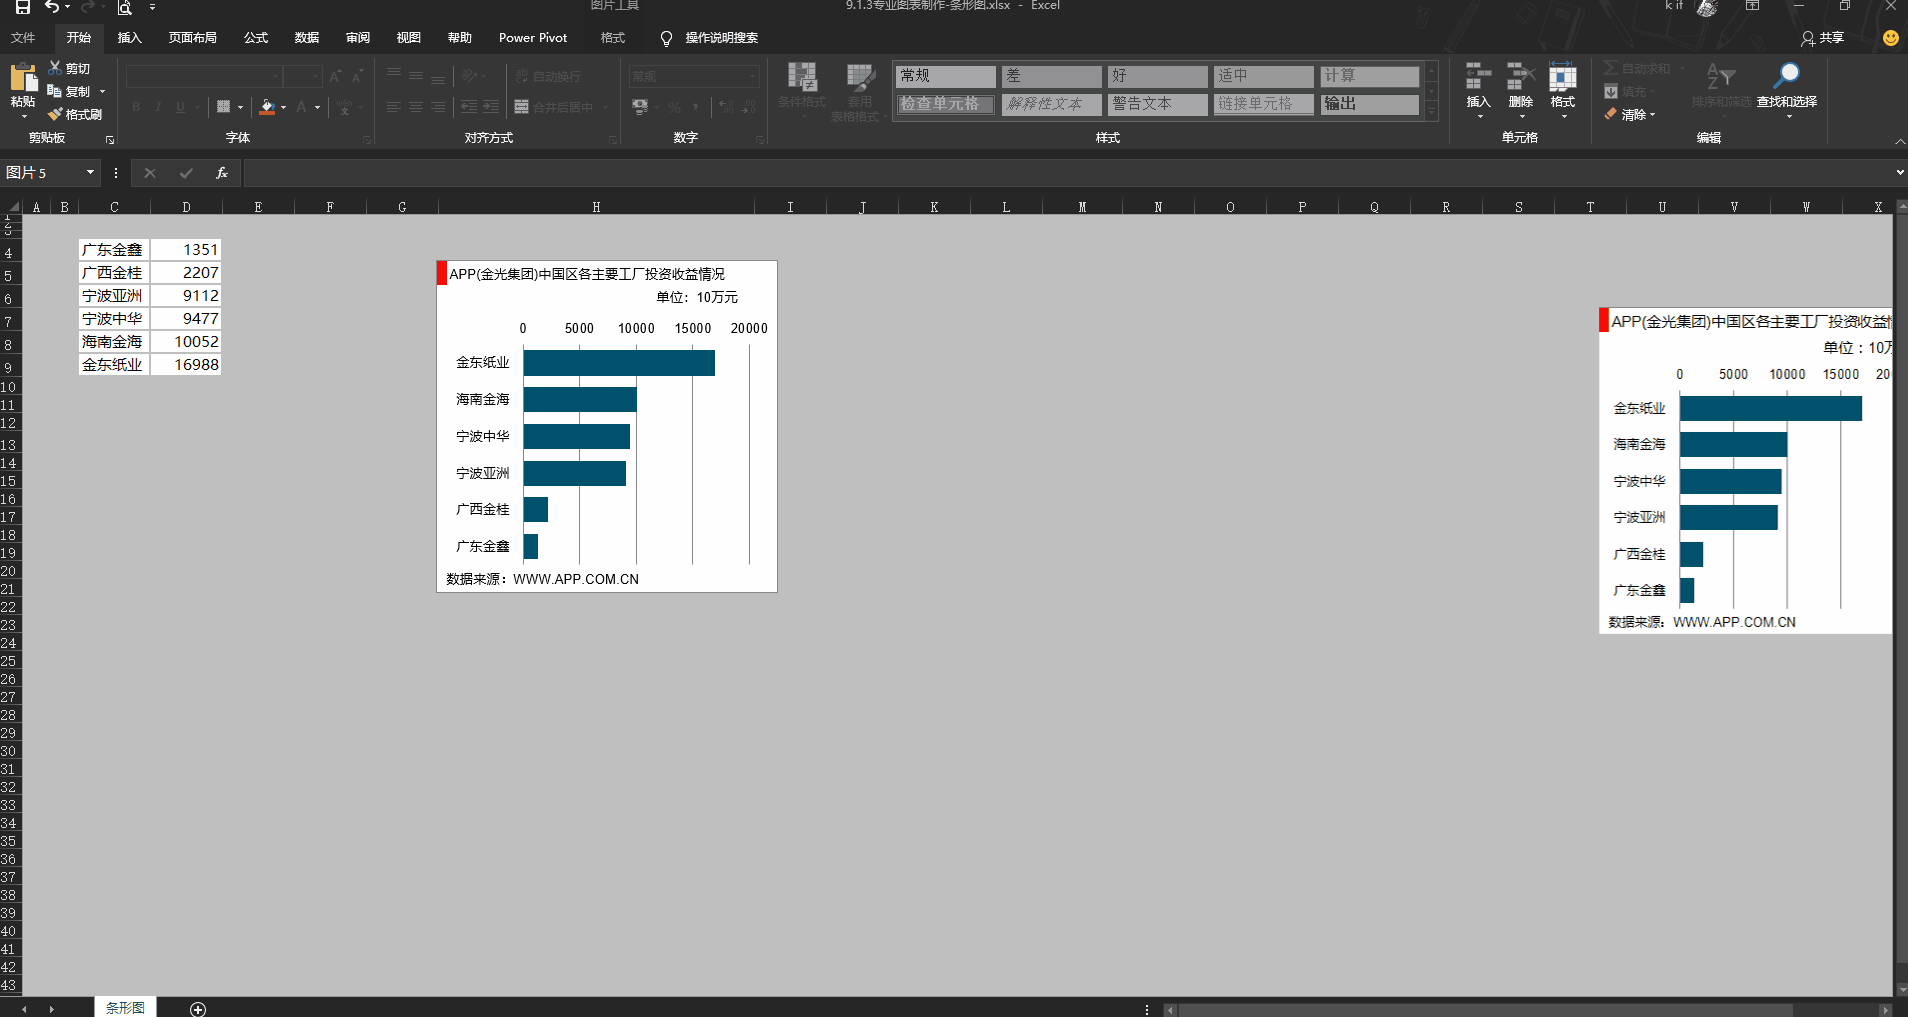 图片工具
9.1.3专业图表制作-条形图.xlsx - Excel
k it
文件 开始 插入 页面布局 公式 数据 审阅 视图 帮助 Power Pivot 格式 操作说明搜索 共享
粘贴
剪切
复制
格式刷
剪贴板
B I U A
字体
自动换行
合并后居中
对齐方式
常规
%
数字
条件格式
套用
表格格式
常规 差 好 适中 计算
检查单元格 解释性文本 警告文本 链接单元格 输出
样式
插入 删除 格式
单元格
自动求和
填充
清除
排序和筛选 查找和选择
编辑
图片 5
fx
A B C D E F G H I J K L M N O P Q R S T U V W X
1
2
3
4 广东金鑫 1351
5 广西金桂 2207
6 宁波亚洲 9112
7 宁波中华 9477
8 海南金海 10052
9 金东纸业 16988
10
11
12
13
14
15
16
17
18
19
20
21
22
23
24
25
26
27
28
29
30
31
32
33
34
35
36
37
38
39
40
41
42
43
APP(金光集团)中国区各主要工厂投资收益情况
单位：10万元
0 5000 10000 15000 20000
金东纸业
海南金海
宁波中华
宁波亚洲
广西金桂
广东金鑫
数据来源：WWW.APP.COM.CN
APP(金光集团)中国区各主要工厂投资收益
单位：10万
0 5000 10000 15000 20
金东纸业
海南金海
宁波中华
宁波亚洲
广西金桂
广东金鑫
数据来源：WWW.APP.COM.CN
条形图